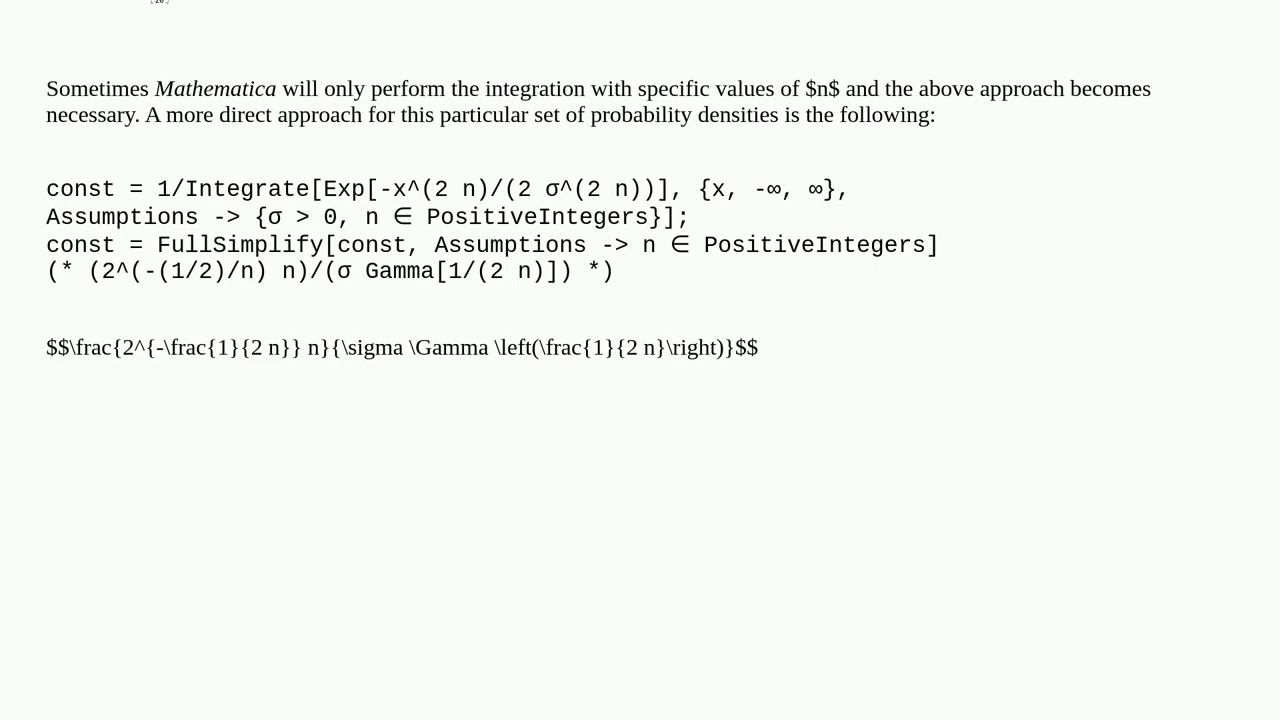 Sometimes Mathematica will only perform the integration with specific values of $n$ and the above approach becomes
necessary. A more direct approach for this particular set of probability densities is the following:
const = 1/Integrate[Exp[-x^(2 n)/(2 σ^(2 n))], {x, -∞, ∞},
Assumptions -> {σ > 0, n ∈ PositiveIntegers}];
const = FullSimplify[const, Assumptions -> n ∈ PositiveIntegers]
(* (2^(-(1/2)/n) n)/(σ Gamma[1/(2 n)]) *)
$$\frac{2^{-\frac{1}{2 n}} n}{\sigma \Gamma \left(\frac{1}{2 n}\right)}$$